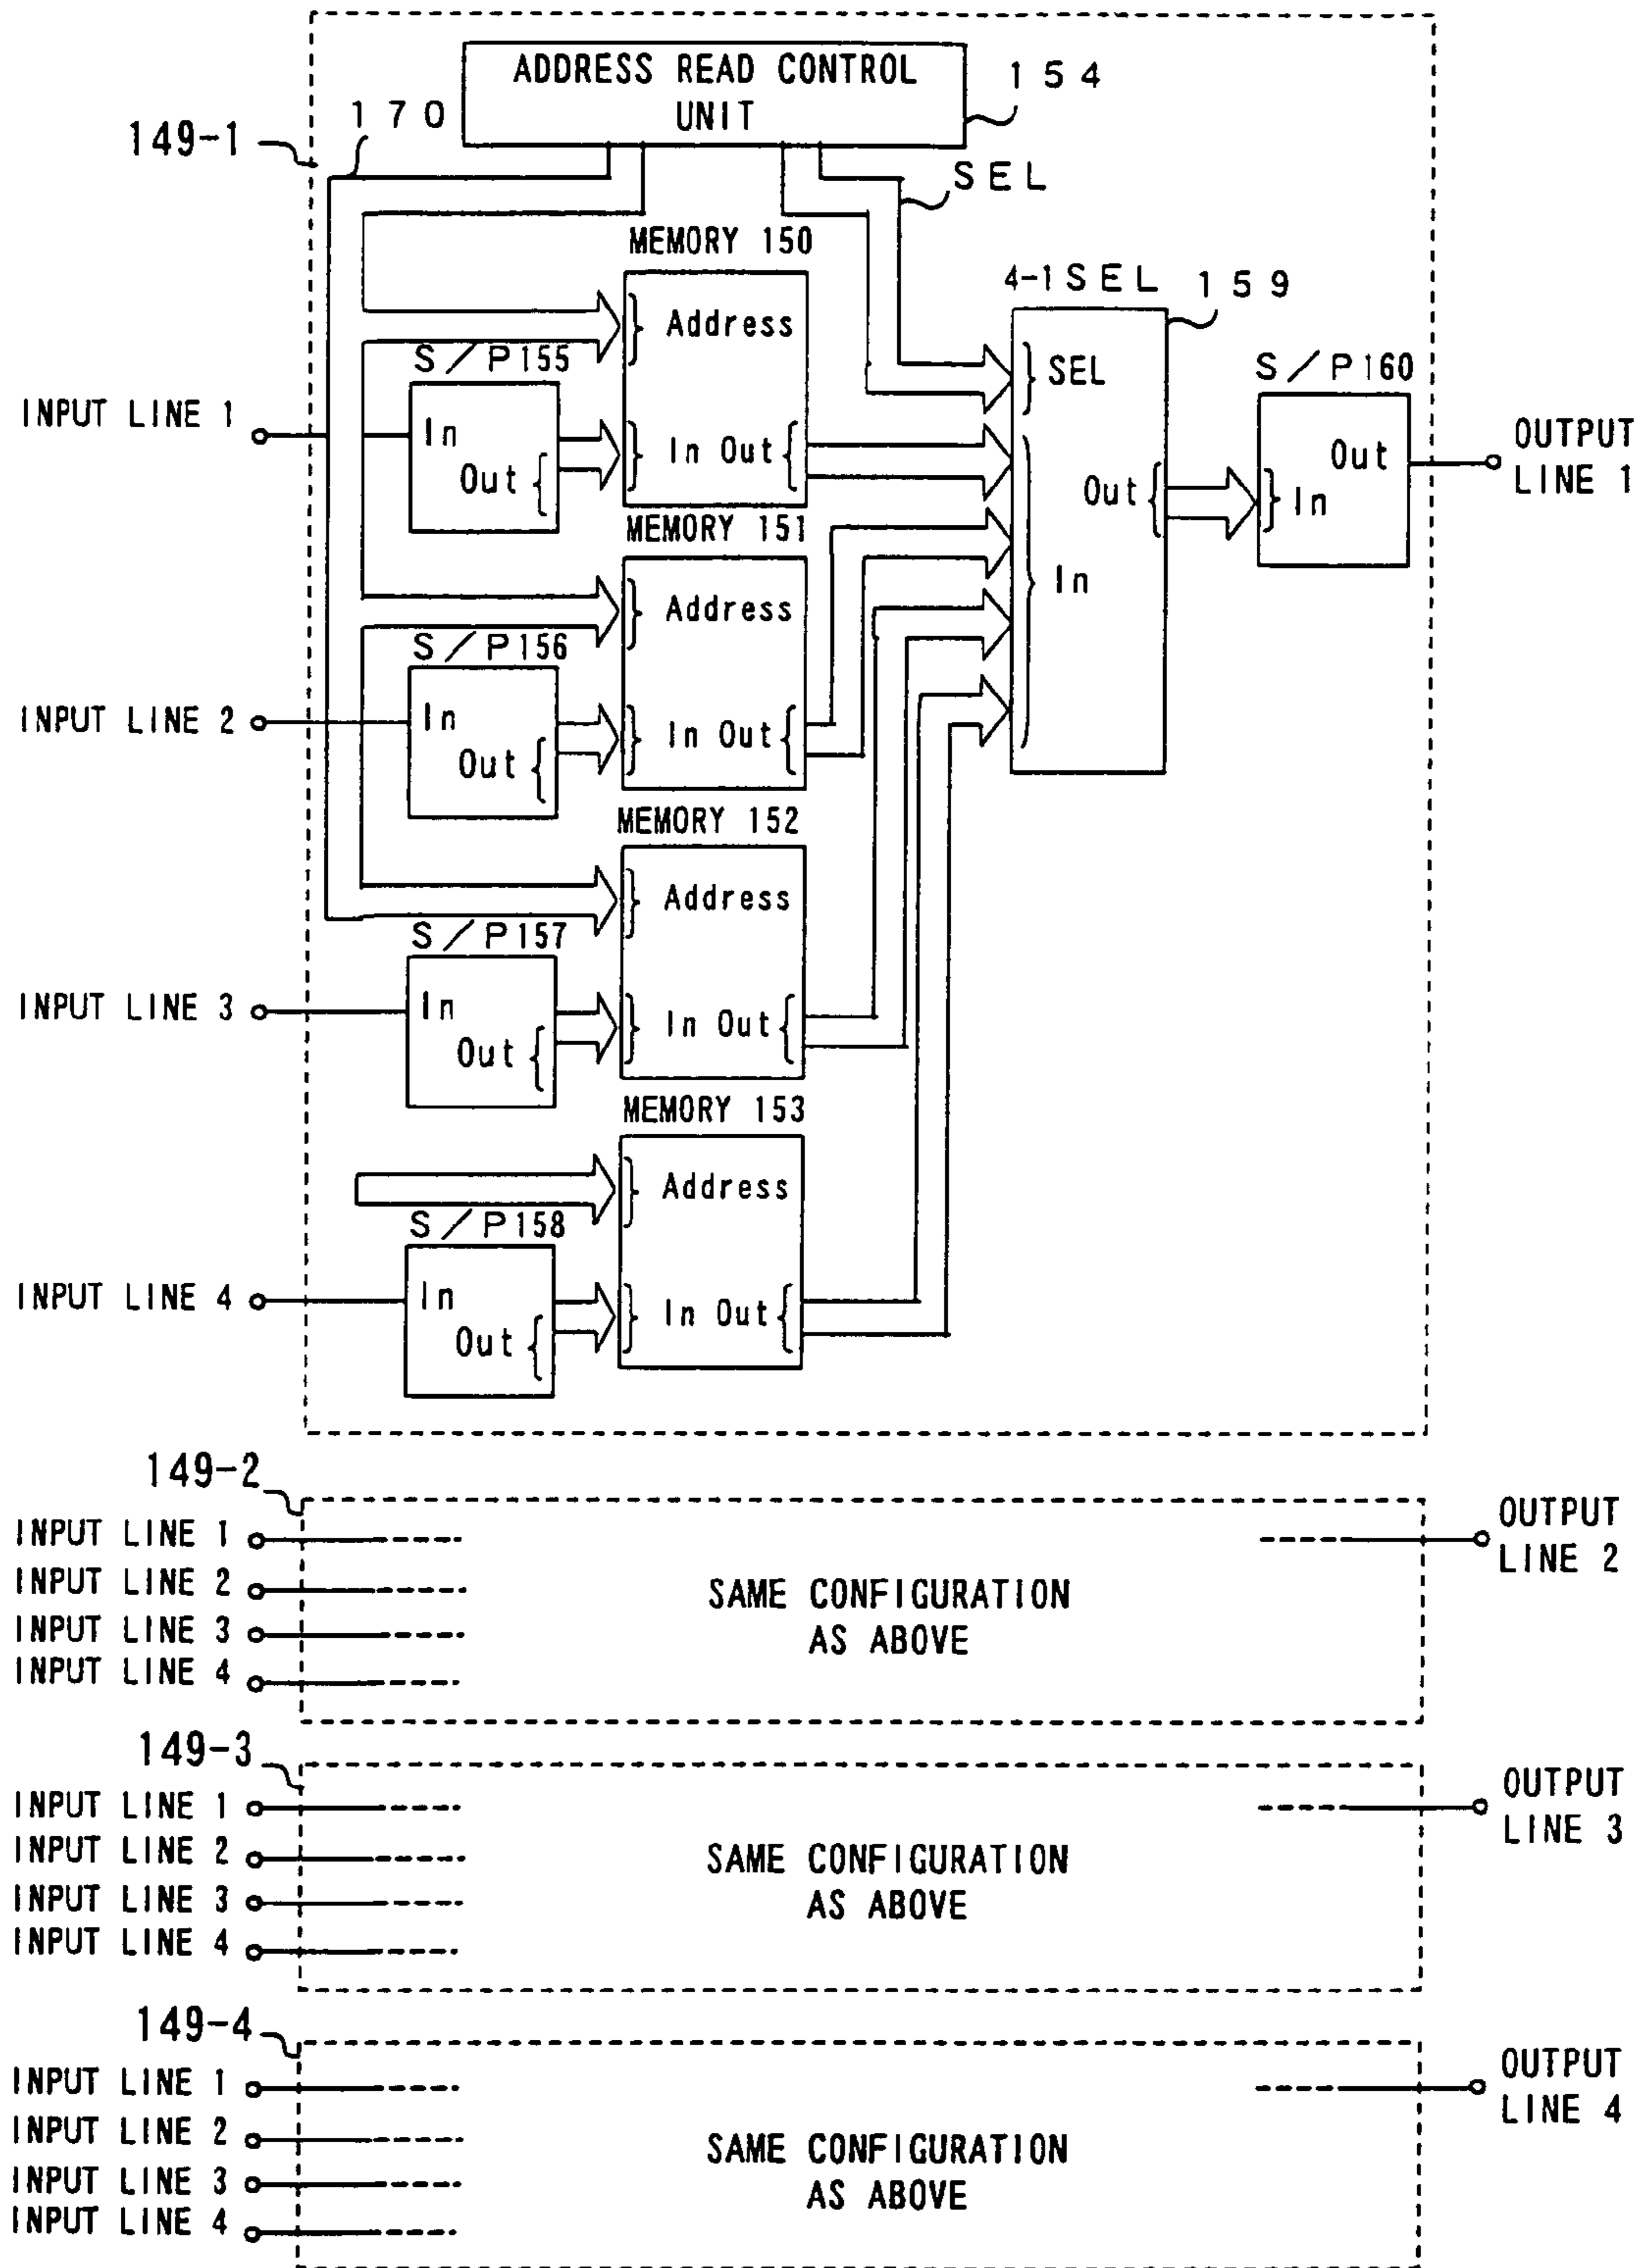 ADDRESS READ CONTROL
UNIT
154
170
149-1
SEL
MEMORY 150
4-1SEL
159
Address
S/P155
SEL
S/P160
INPUT LINE 1
In
Out
In Out
Out
In
Out
In
OUTPUT
LINE 1
MEMORY 151
Address
S/P156
INPUT LINE 2
In
Out
In Out
MEMORY 152
Address
S/P157
INPUT LINE 3
In
Out
In Out
MEMORY 153
Address
S/P158
INPUT LINE 4
In
Out
In Out
149-2
INPUT LINE 1
INPUT LINE 2
INPUT LINE 3
INPUT LINE 4
SAME CONFIGURATION
AS ABOVE
OUTPUT
LINE 2
149-3
INPUT LINE 1
INPUT LINE 2
INPUT LINE 3
INPUT LINE 4
SAME CONFIGURATION
AS ABOVE
OUTPUT
LINE 3
149-4
INPUT LINE 1
INPUT LINE 2
INPUT LINE 3
INPUT LINE 4
SAME CONFIGURATION
AS ABOVE
OUTPUT
LINE 4